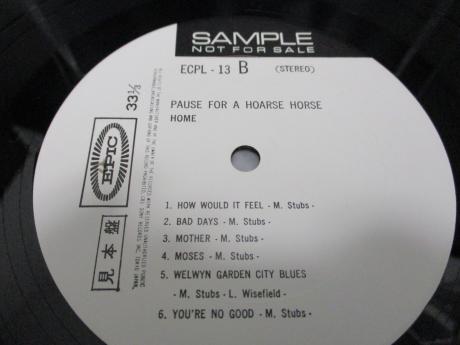 SAMPLE
NOT FOR SALE
ECPL - 13 B (STEREO)
33⅓
PAUSE FOR A HOARSE HORSE
HOME
EPIC
見本盤
1. HOW WOULD IT FEEL - M. Stubs -
2. BAD DAYS - M. Stubs -
3. MOTHER - M. Stubs -
4. MOSES - M. Stubs -
5. WELWYN GARDEN CITY BLUES
- M. Stubs - L. Wisefield -
6. YOU'RE NO GOOD - M. Stubs -